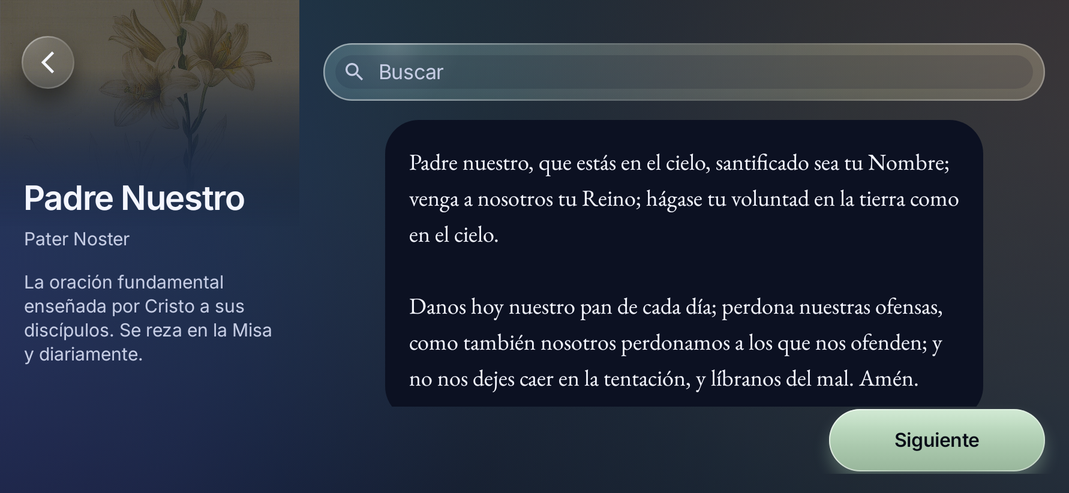 Buscar
Padre Nuestro
Pater Noster
La oración fundamental
enseñada por Cristo a sus
discípulos. Se reza en la Misa
y diariamente.
Padre nuestro, que estás en el cielo, santificado sea tu Nombre;
venga a nosotros tu Reino; hágase tu voluntad en la tierra como
en el cielo.
Danos hoy nuestro pan de cada día; perdona nuestras ofensas,
como también nosotros perdonamos a los que nos ofenden; y
no nos dejes caer en la tentación, y líbranos del mal. Amén.
Siguiente